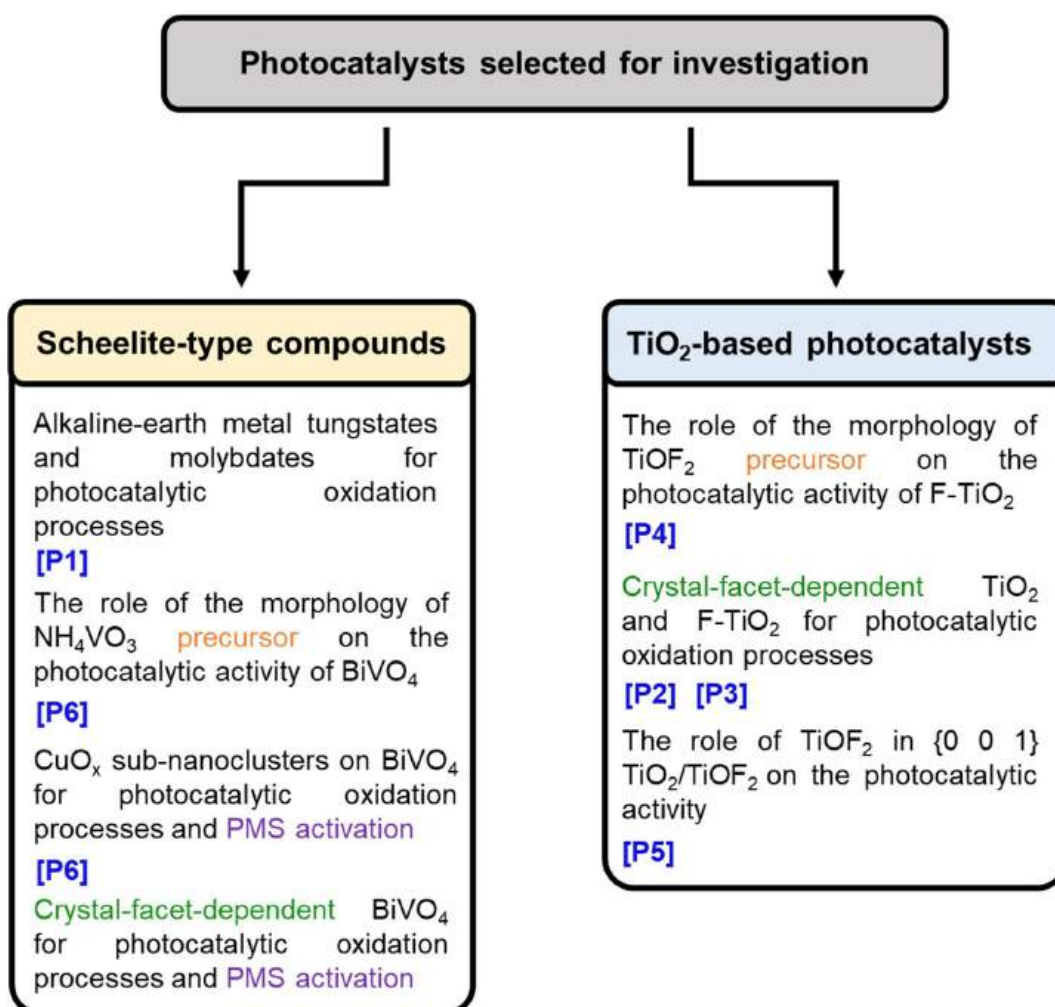 Photocatalysts selected for investigation
Scheelite-type compounds
Alkaline-earth metal tungstates
and molybdates for
photocatalytic oxidation
processes
[P1]
The role of the morphology of
NH₄VO₃ precursor on the
photocatalytic activity of BiVO₄
[P6]
CuOₓ sub-nanoclusters on BiVO₄
for photocatalytic oxidation
processes and PMS activation
[P6]
Crystal-facet-dependent BiVO₄
for photocatalytic oxidation
processes and PMS activation
TiO₂-based photocatalysts
The role of the morphology of
TiOF₂ precursor on the
photocatalytic activity of F-TiO₂
[P4]
Crystal-facet-dependent TiO₂
and F-TiO₂ for photocatalytic
oxidation processes
[P2] [P3]
The role of TiOF₂ in {0 0 1}
TiO₂/TiOF₂ on the photocatalytic
activity
[P5]